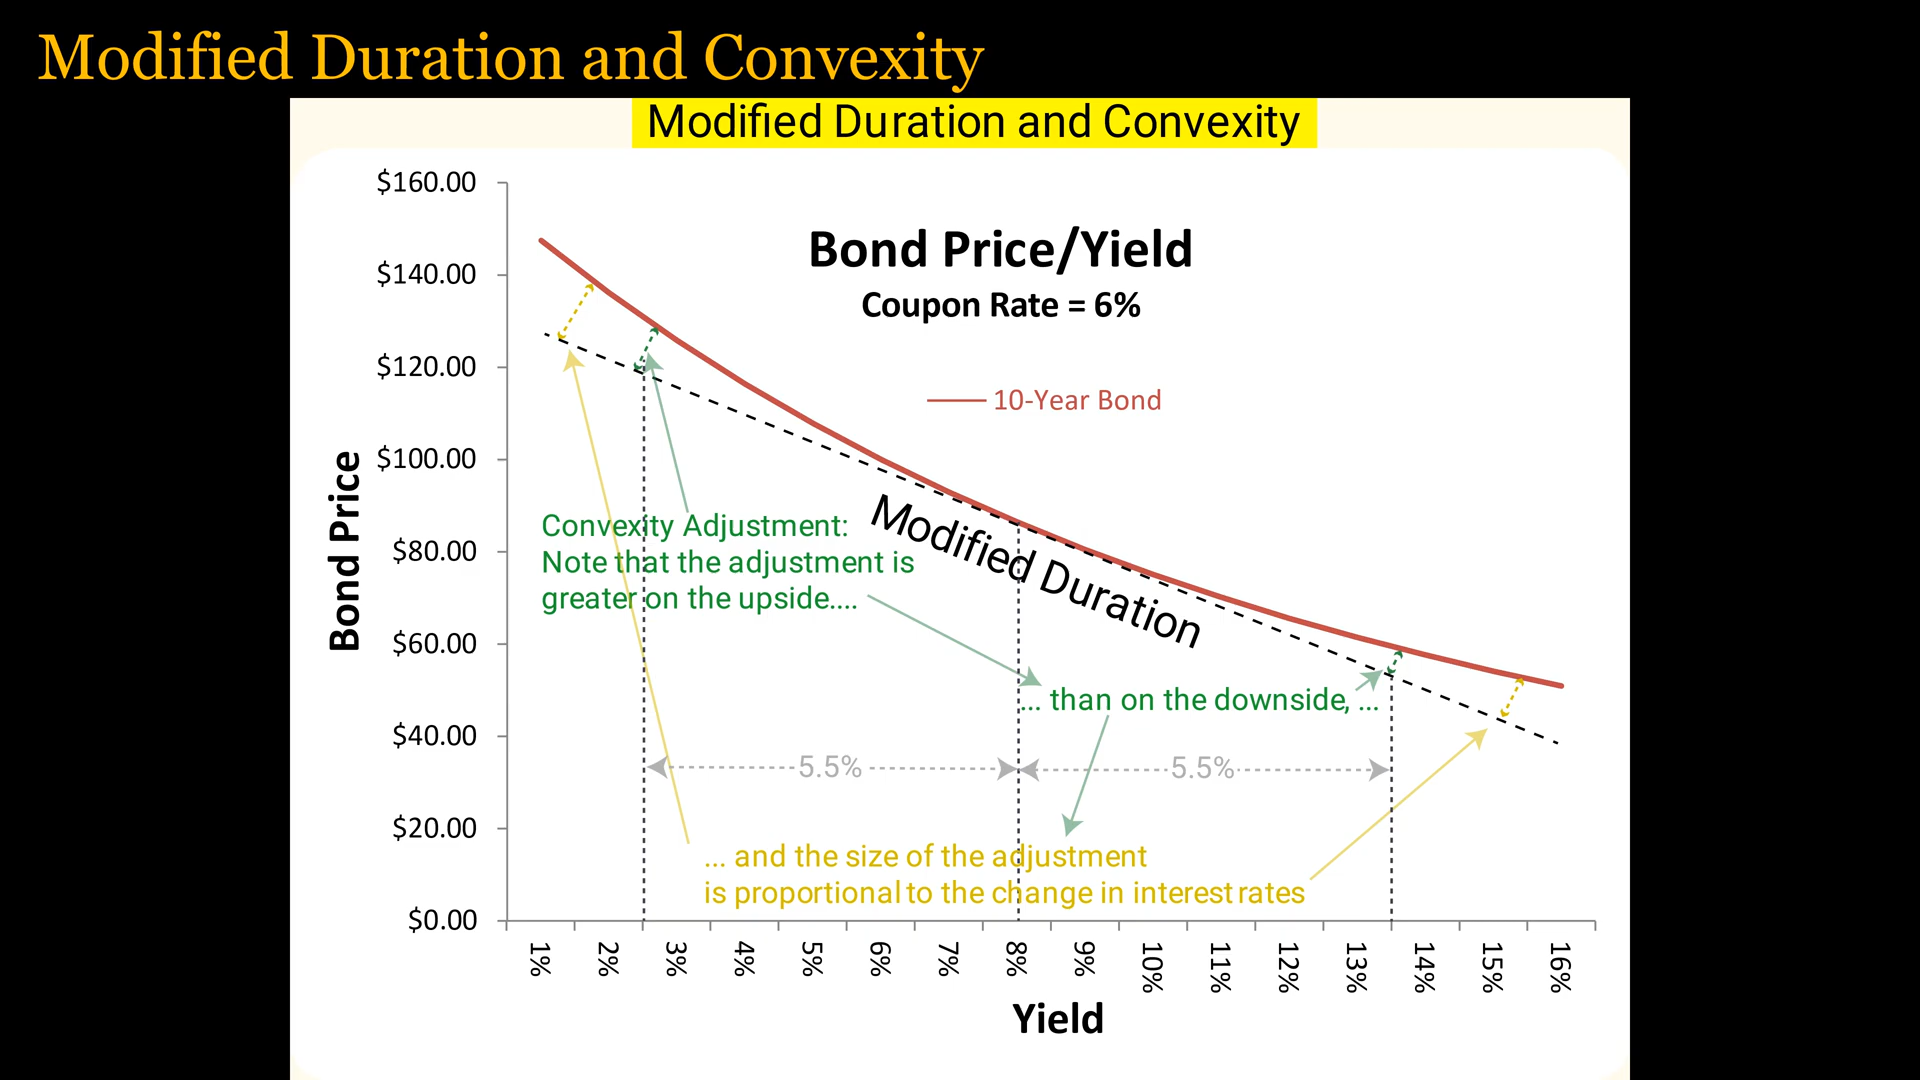 Modified Duration and Convexity
Modified Duration and Convexity
$160.00
$140.00
$120.00
$100.00
$80.00
$60.00
$40.00
$20.00
$0.00
Bond Price
Bond Price/Yield
Coupon Rate = 6%
10-Year Bond
Modified Duration
Convexity Adjustment:
Note that the adjustment is
greater on the upside....
... than on the downside, ...
5.5%
5.5%
... and the size of the adjustment
is proportional to the change in interest rates
1%
2%
3%
4%
5%
6%
7%
8%
9%
10%
11%
12%
13%
14%
15%
16%
Yield